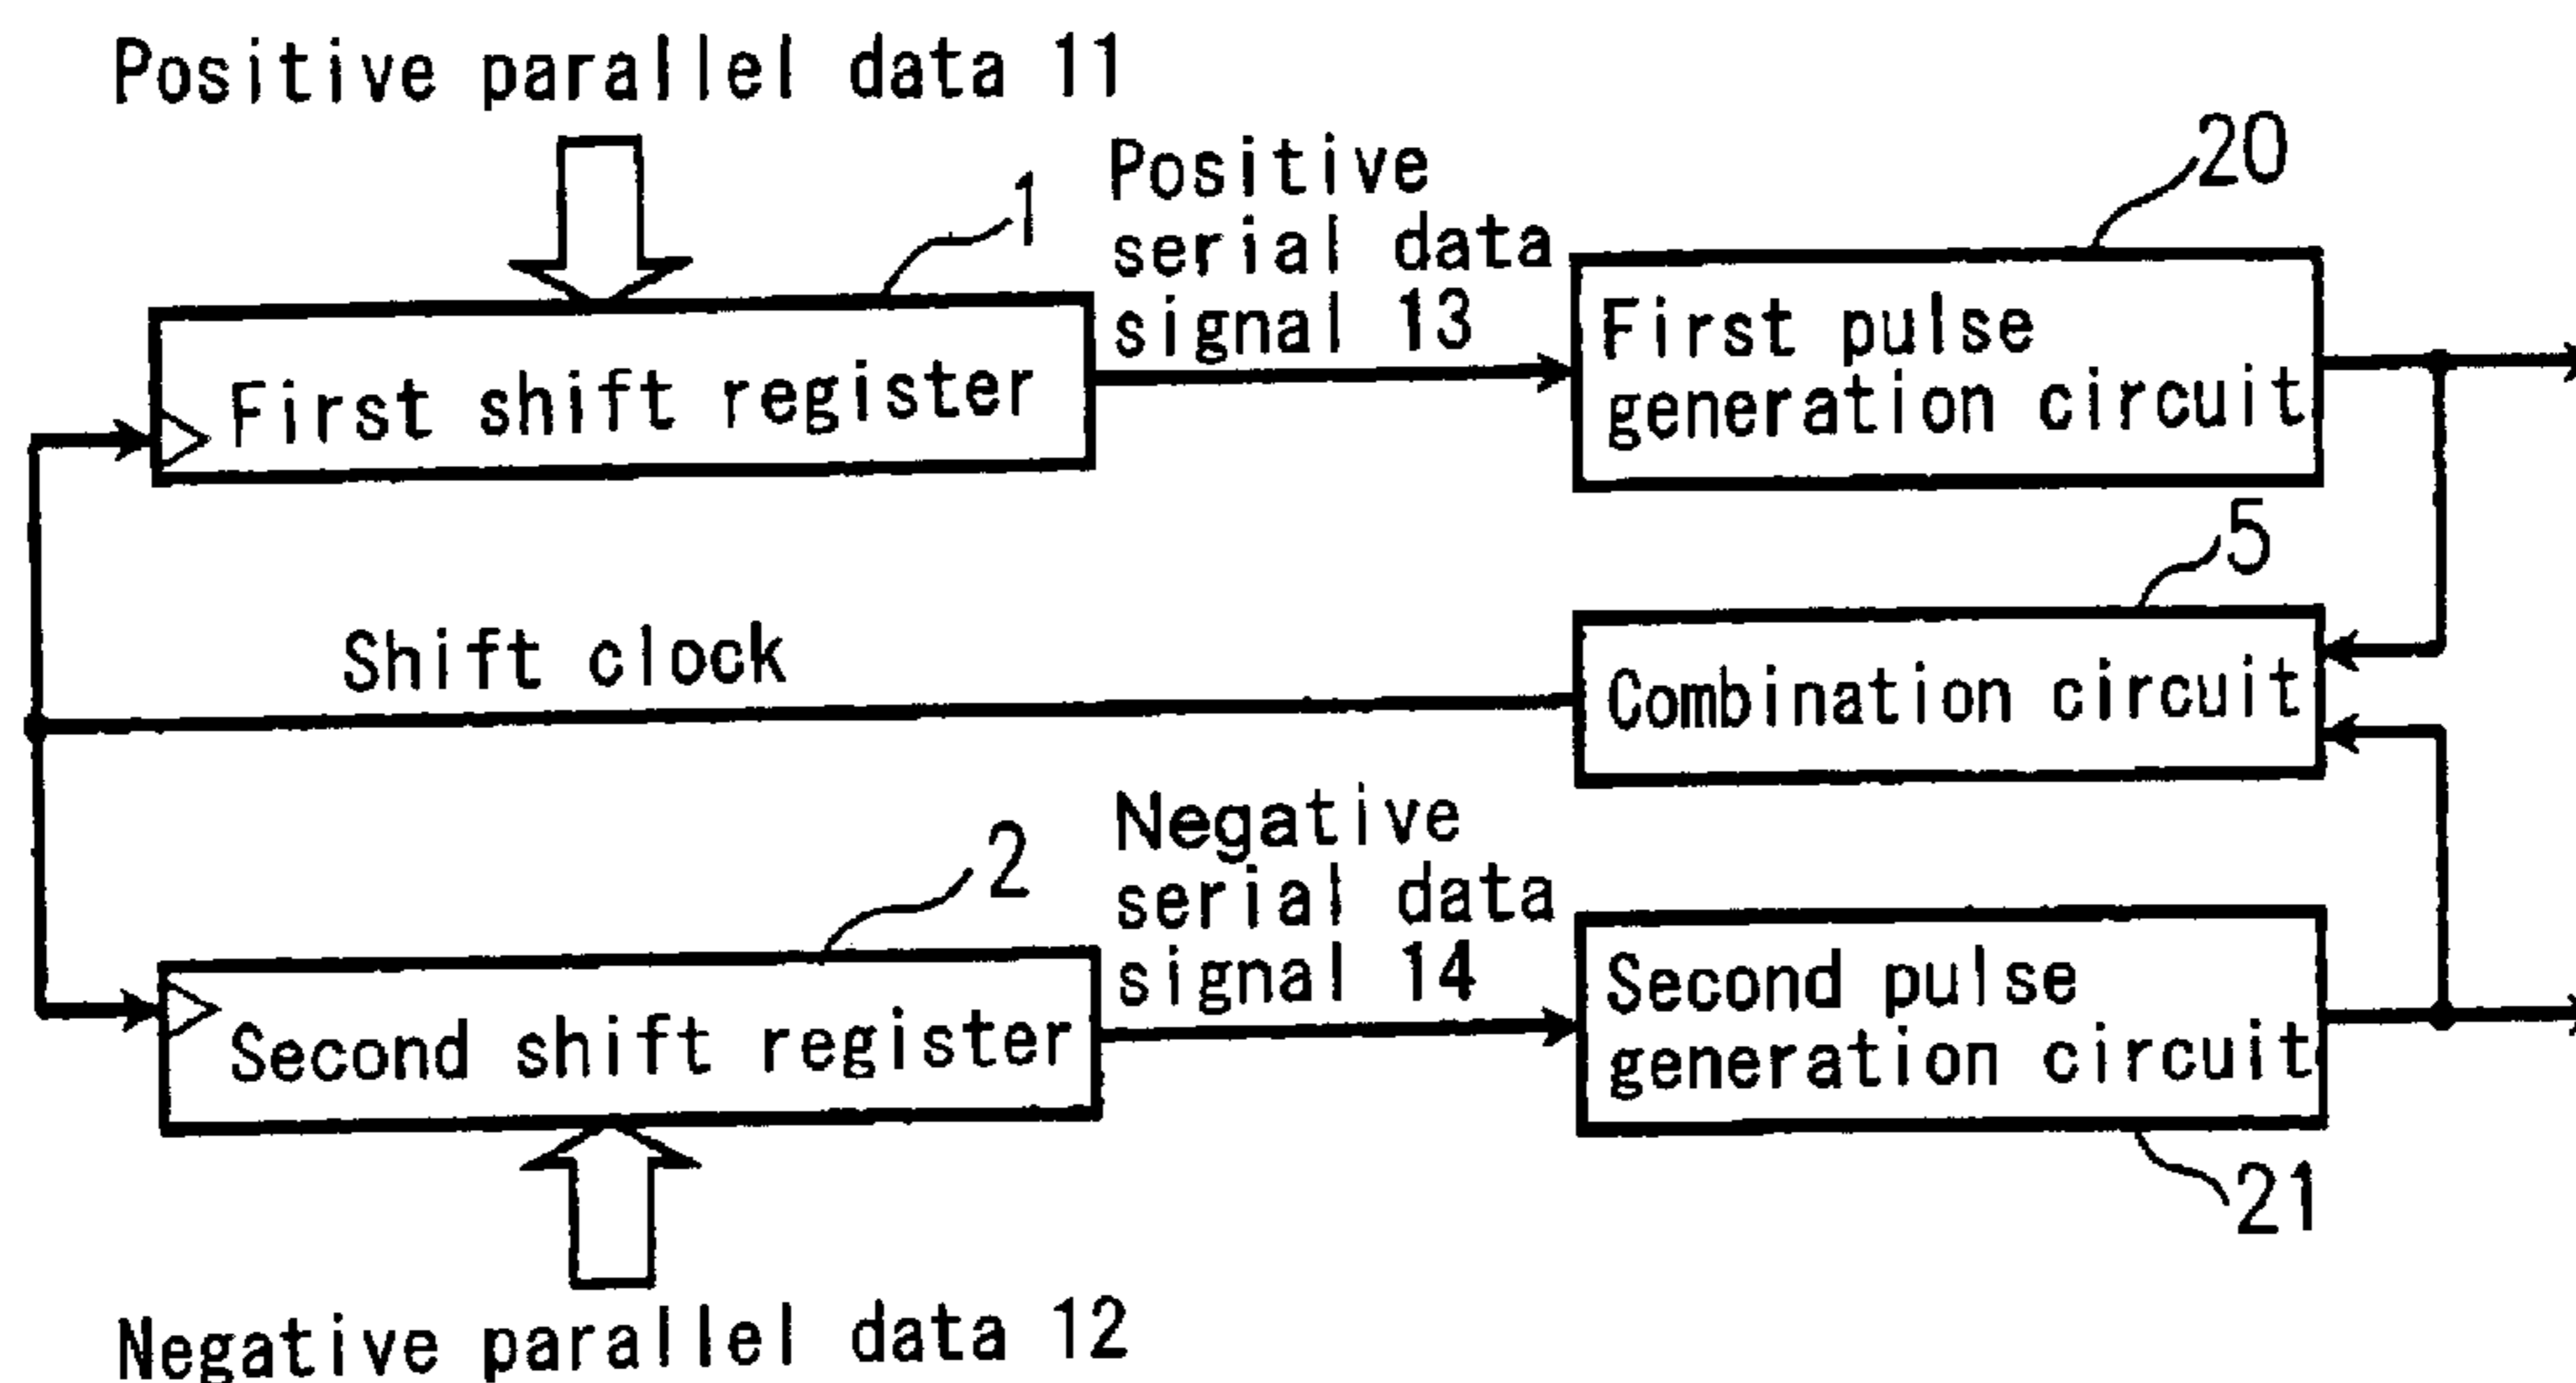 Positive parallel data 11
1
Positive
serial data
signal 13
20
First shift register
First pulse
generation circuit
5
Shift clock
Combination circuit
2
Negative
serial data
signal 14
Second shift register
Second pulse
generation circuit
21
Negative parallel data 12